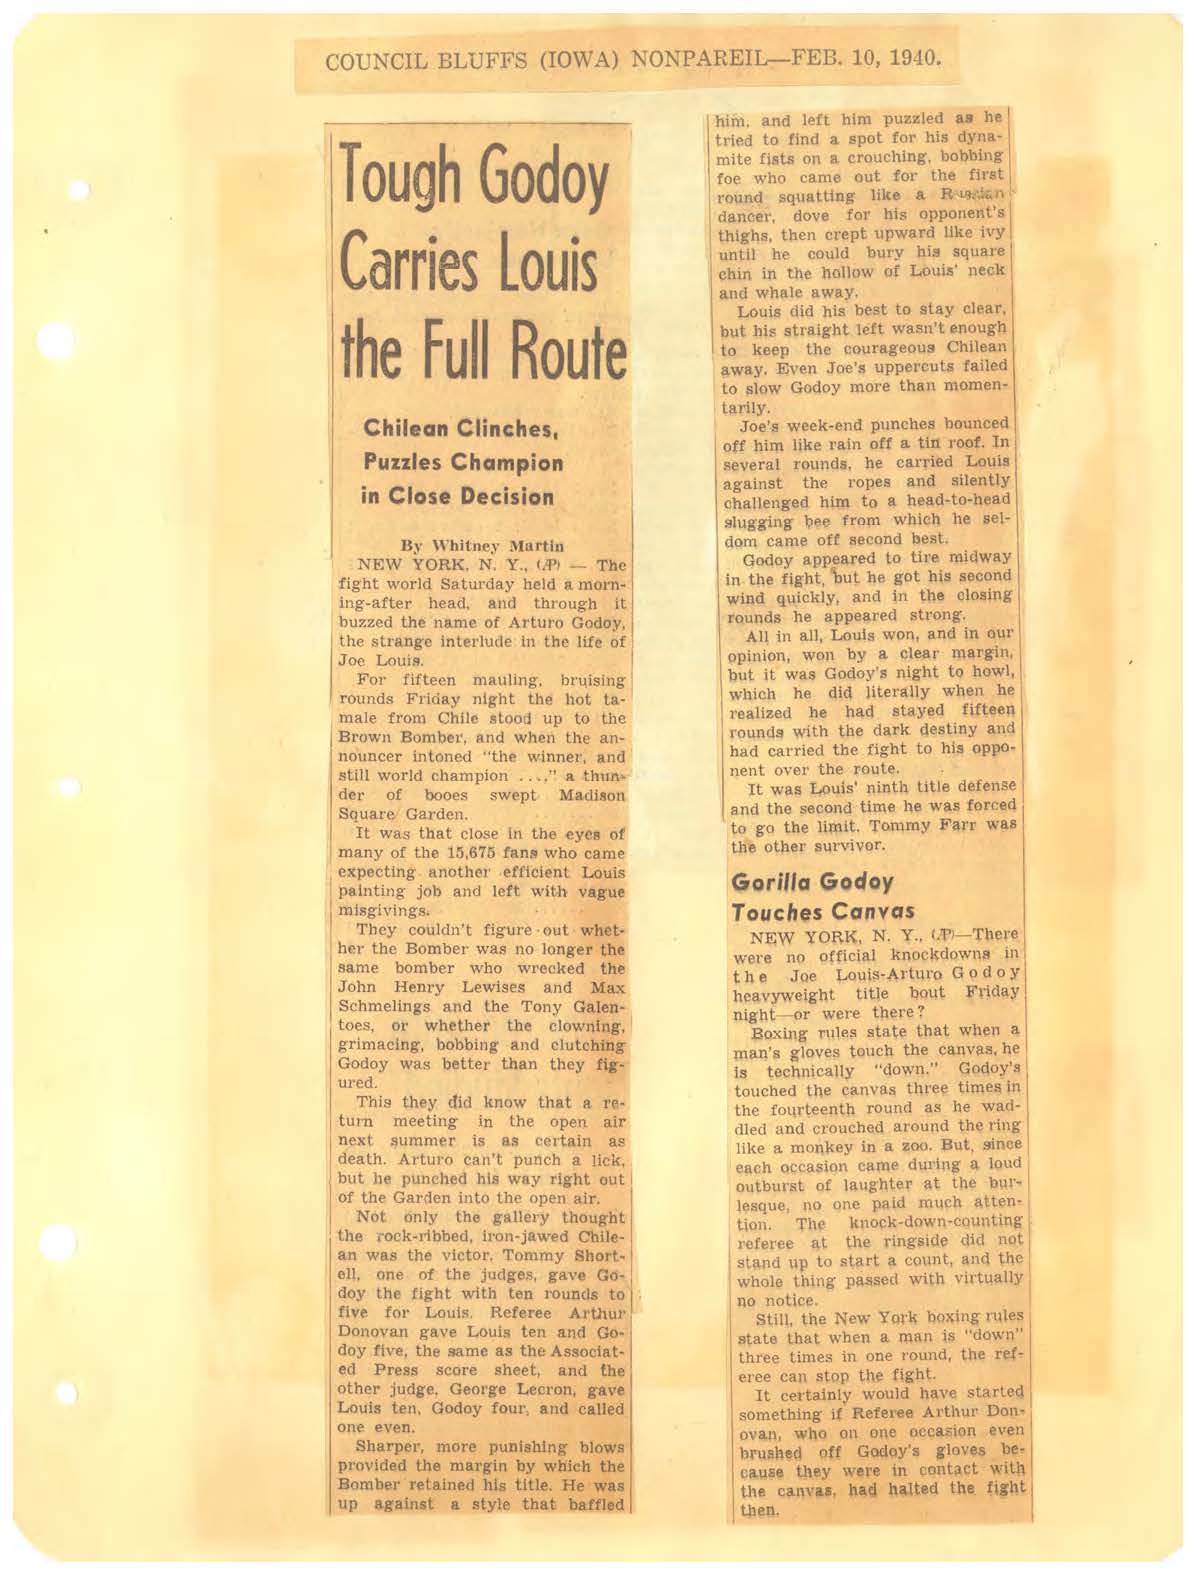 COUNCIL BLUFFS (IOWA) NONPAREIL—FEB. 10, 1940.
Tough Godoy
Carries Louis
the Full Route
Chilean Clinches,
Puzzles Champion
in Close Decision
By Whitney Martin
NEW YORK, N. Y., (AP) — The
fight world Saturday held a morn-
ing-after head, and through it
buzzed the name of Arturo Godoy,
the strange interlude in the life of
Joe Louis.
For fifteen mauling, bruising
rounds Friday night the hot ta-
male from Chile stood up to the
Brown Bomber, and when the an-
nouncer intoned "the winner, and
still world champion ...," a thun-
der of booes swept Madison
Square Garden.
It was that close in the eyes of
many of the 15,675 fans who came
expecting another efficient Louis
painting job and left with vague
misgivings.
They couldn't figure out whet-
her the Bomber was no longer the
same bomber who wrecked the
John Henry Lewises and Max
Schmelings and the Tony Galen-
toes, or whether the clowning,
grimacing, bobbing and clutching
Godoy was better than they fig-
ured.
This they did know that a re-
turn meeting in the open air
next summer is as certain as
death. Arturo can't punch a lick,
but he punched his way right out
of the Garden into the open air.
Not only the gallery thought
the rock-ribbed, iron-jawed Chile-
an was the victor. Tommy Short-
ell, one of the judges, gave Go-
doy the fight with ten rounds to
five for Louis. Referee Arthur
Donovan gave Louis ten and Go-
doy five, the same as the Associat-
ed Press score sheet, and the
other judge, George Lecron, gave
Louis ten, Godoy four, and called
one even.
Sharper, more punishing blows
provided the margin by which the
Bomber retained his title. He was
up against a style that baffled
him, and left him puzzled as he
tried to find a spot for his dyna-
mite fists on a crouching, bobbing
foe who came out for the first
round squatting like a Russian
dancer, dove for his opponent's
thighs, then crept upward like ivy
until he could bury his square
chin in the hollow of Louis' neck
and whale away.
Louis did his best to stay clear,
but his straight left wasn't enough
to keep the courageous Chilean
away. Even Joe's uppercuts failed
to slow Godoy more than momen-
tarily.
Joe's week-end punches bounced
off him like rain off a tin roof. In
several rounds, he carried Louis
against the ropes and silently
challenged him to a head-to-head
slugging bee from which he sel-
dom came off second best.
Godoy appeared to tire midway
in the fight, but he got his second
wind quickly, and in the closing
rounds he appeared strong.
All in all, Louis won, and in our
opinion, won by a clear margin,
but it was Godoy's night to howl,
which he did literally when he
realized he had stayed fifteen
rounds with the dark destiny and
had carried the fight to his oppo-
nent over the route.
It was Louis' ninth title defense
and the second time he was forced
to go the limit. Tommy Farr was
the other survivor.
Gorilla Godoy
Touches Canvas
NEW YORK, N. Y., (AP)—There
were no official knockdowns in
the Joe Louis-Arturo Godoy
heavyweight title bout Friday
night—or were there?
Boxing rules state that when a
man's gloves touch the canvas, he
is technically "down." Godoy's
touched the canvas three times in
the fourteenth round as he wad-
dled and crouched around the ring
like a monkey in a zoo. But, since
each occasion came during a loud
outburst of laughter at the bur-
lesque, no one paid much atten-
tion. The knock-down-counting
referee at the ringside did not
stand up to start a count, and the
whole thing passed with virtually
no notice.
Still, the New York boxing rules
state that when a man is "down"
three times in one round, the ref-
eree can stop the fight.
It certainly would have started
something if Referee Arthur Don-
ovan, who on one occasion even
brushed off Godoy's gloves be-
cause they were in contact with
the canvas, had halted the fight
then.